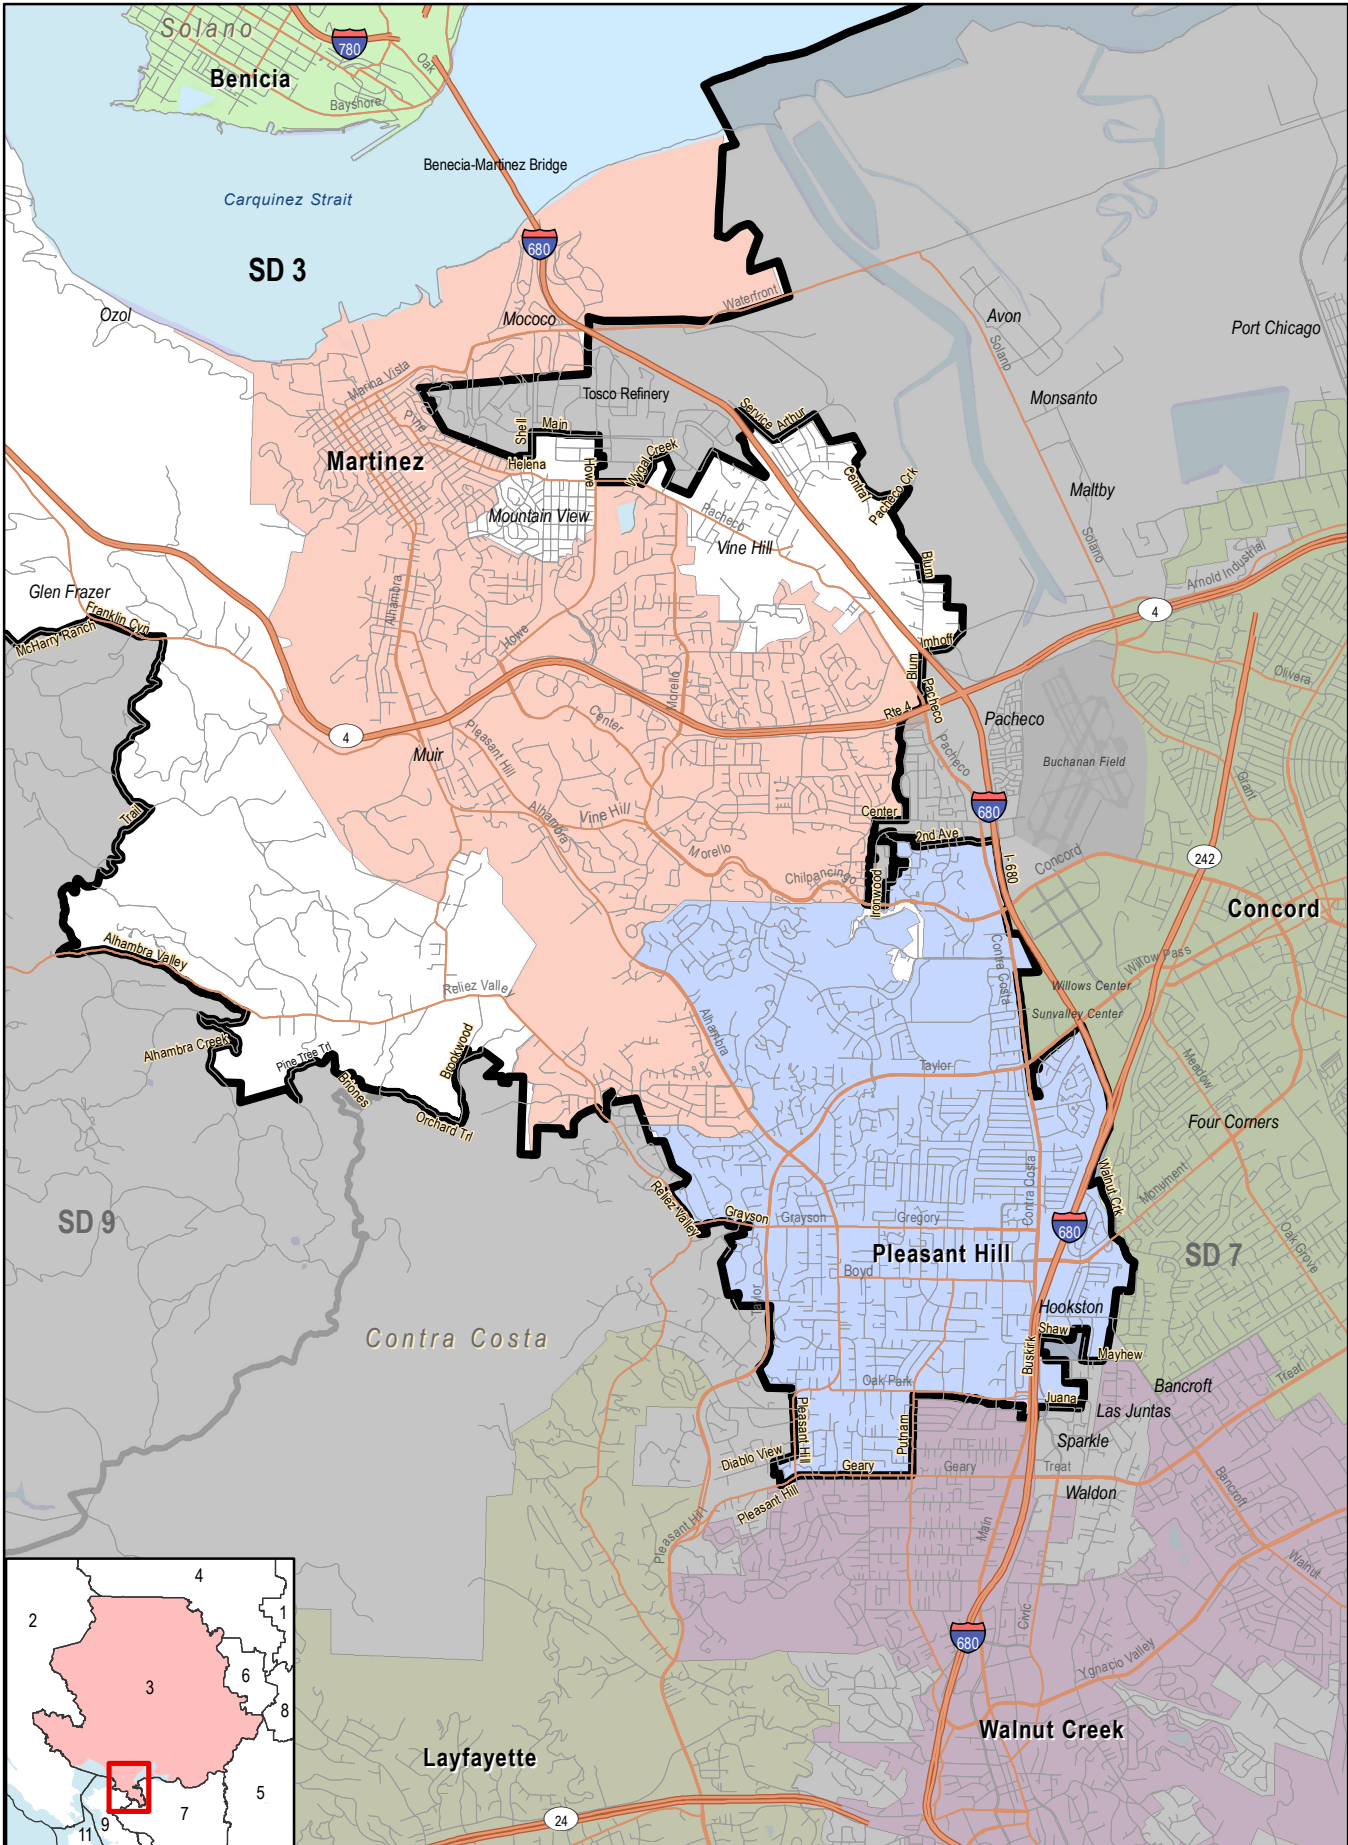 Solano
780
Benicia
Oak
Bayshore
Benecia-Martinez Bridge
Carquinez Strait
680
SD 3
Ozol
Mococo
Waterfront
Avon
Solano
Port Chicago
Marina Vista
Tosco Refinery
Monsanto
Pine
Shell
Main
Service
Arthur
Martinez
Helena
Howe
Nygal Creek
Central
Pacheco Crk
Maltby
Mountain View
Pacheco
Vine Hill
Solano
Blum
Arnold Industrial
Glen Frazer
Franklin Cyn
McHarry Ranch
Alhambra
4
Howe
Imhoff
Blum
Pacheco
Morello
Olivera
Rte 4
Center
Pacheco
4
Muir
Pleasant Hill
Pacheco
Buchanan Field
Grant
Trail
Alhambra
Vine Hill
Center
680
2nd Ave
Morello
I- 680
Concord
242
Chilpancingo
Ironwood
Concord
Alhambra Valley
Contra Costa
Willow Pass
Reliez Valley
Willows Center
Sunvalley Center
Alhambra
Alhambra Creek
Pine Tree Trl
Brookwood
Taylor
Meadow
Briones
Orchard Trl
Four Corners
Contra Costa
Walnut Crk
Monument
Reliez Valley
SD 9
Grayson
Grayson
Gregory
680
Oak Grove
Pleasant Hill
SD 7
Boyd
Taylor
Hookston
Contra Costa
Shaw
Buskirk
Mayhew
Oak Park
Bancroft
Treat
Juana
Las Juntas
Pleasant Hill
Putnam
Sparkle
Diablo View
Geary
Geary
Treat
Bancroft
Waldon
Pleasant Hill
Pleasant Hill
Main
Walnut
Civic
680
Ygnacio Valley
Walnut Creek
Layfayette
24
4
2
1
6
3
8
5
7
9
11